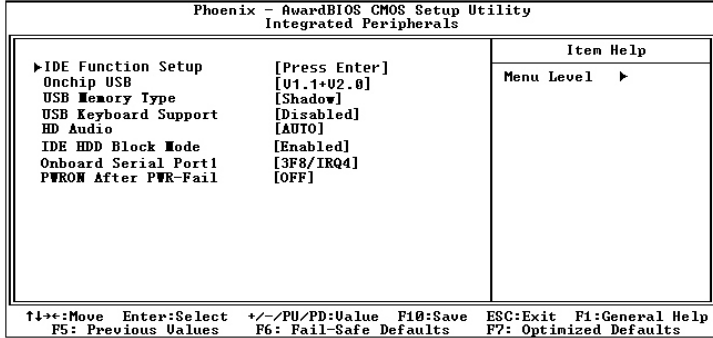 Phoenix - AwardBIOS CMOS Setup Utility
Integrated Peripherals
▶IDE Function Setup [Press Enter]
Onchip USB [V1.1+V2.0]
USB Memory Type [Shadow]
USB Keyboard Support [Disabled]
HD Audio [AUTO]
IDE HDD Block Mode [Enabled]
Onboard Serial Port1 [3F8/IRQ4]
PWRON After PWR-Fail [OFF]
Item Help
Menu Level ▶
↑↓→←:Move Enter:Select +/-/PU/PD:Value F10:Save ESC:Exit F1:General Help
F5: Previous Values F6: Fail-Safe Defaults F7: Optimized Defaults